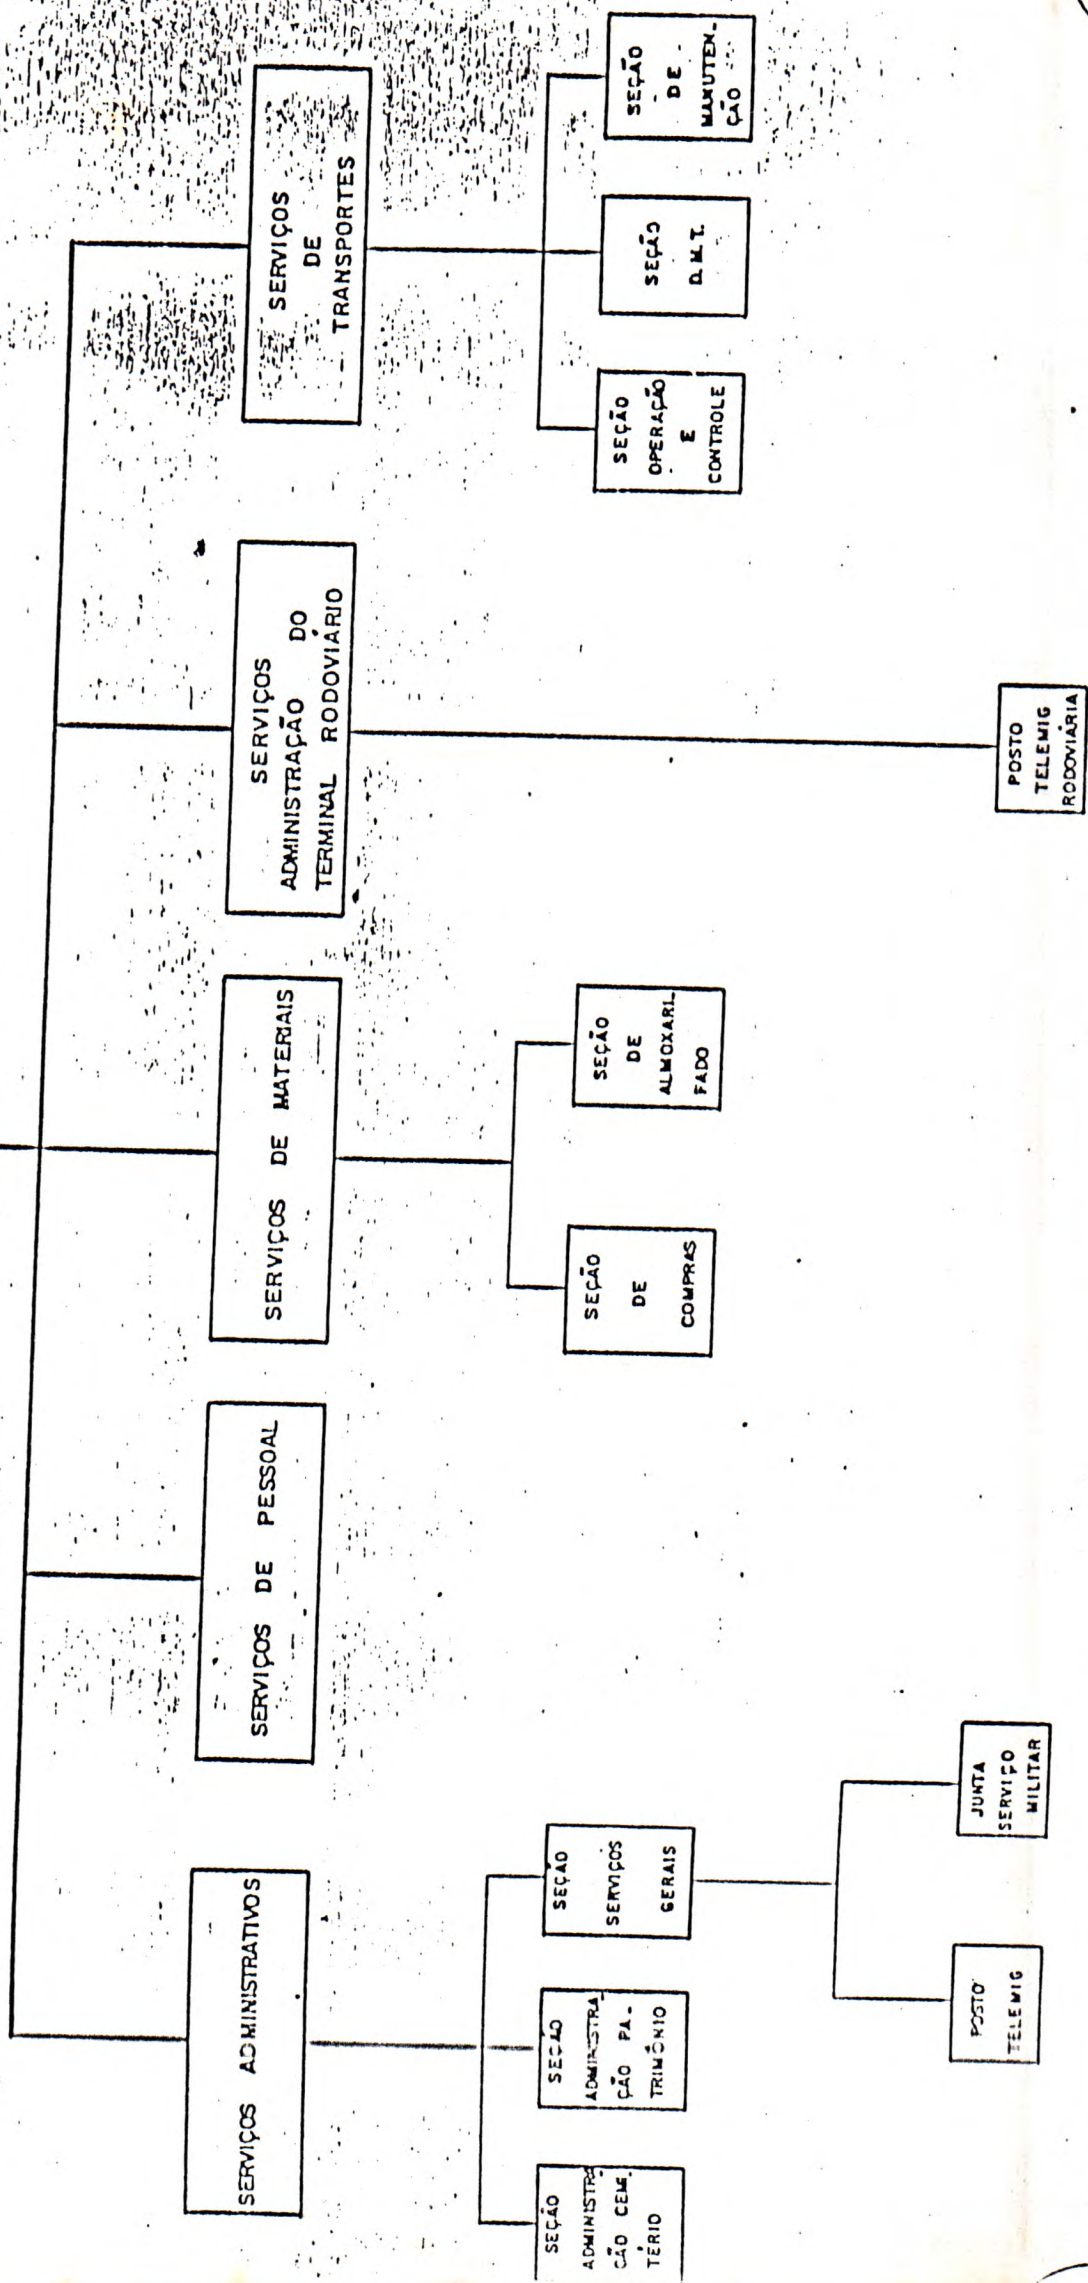 SERVIÇOS ADMINISTRATIVOS
SERVIÇOS DE PESSOAL
SERVIÇOS DE MATERIAIS
SERVIÇOS
ADMINISTRAÇÃO DO
TERMINAL RODOVIÁRIO
SERVIÇOS
DE
TRANSPORTES
SEÇÃO
ADMINISTRA
ÇÃO CEMI-
TÉRIO
SEÇÃO
ADMINISTRA
ÇÃO PA-
TRIMÔNIO
SEÇÃO
SERVIÇOS
GERAIS
SEÇÃO
DE
COMPRAS
SEÇÃO
DE
ALMOXARI-
FADO
SEÇÃO
OPERAÇÃO
E
CONTROLE
SEÇÃO
D.M.T.
SEÇÃO
DE
MANUTEN-
ÇÃO
POSTO
TELEMIG
JUNTA
SERVIÇO
MILITAR
POSTO
TELEMIG
RODOVIÁRIA